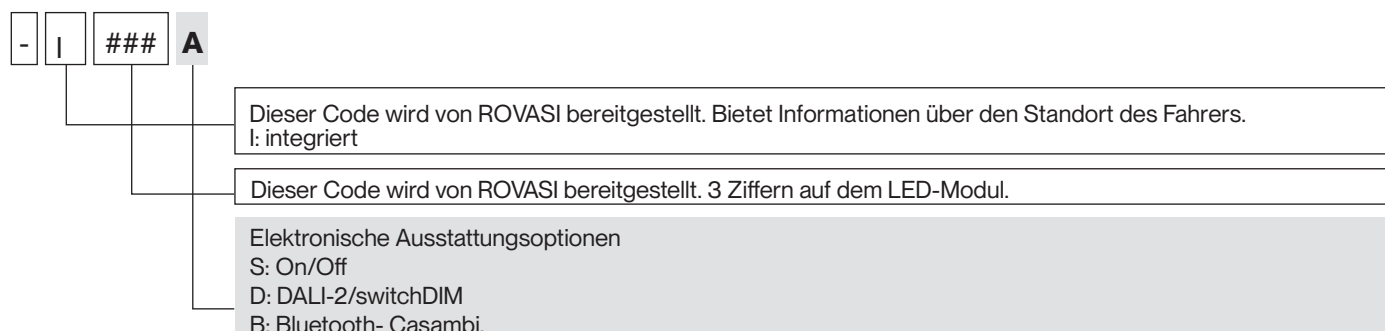 - I ### A
Dieser Code wird von ROVASI bereitgestellt. Bietet Informationen über den Standort des Fahrers.
I: integriert
Dieser Code wird von ROVASI bereitgestellt. 3 Ziffern auf dem LED-Modul.
Elektronische Ausstattungsoptionen
S: On/Off
D: DALI-2/switchDIM
B: Bluetooth- Casambi.